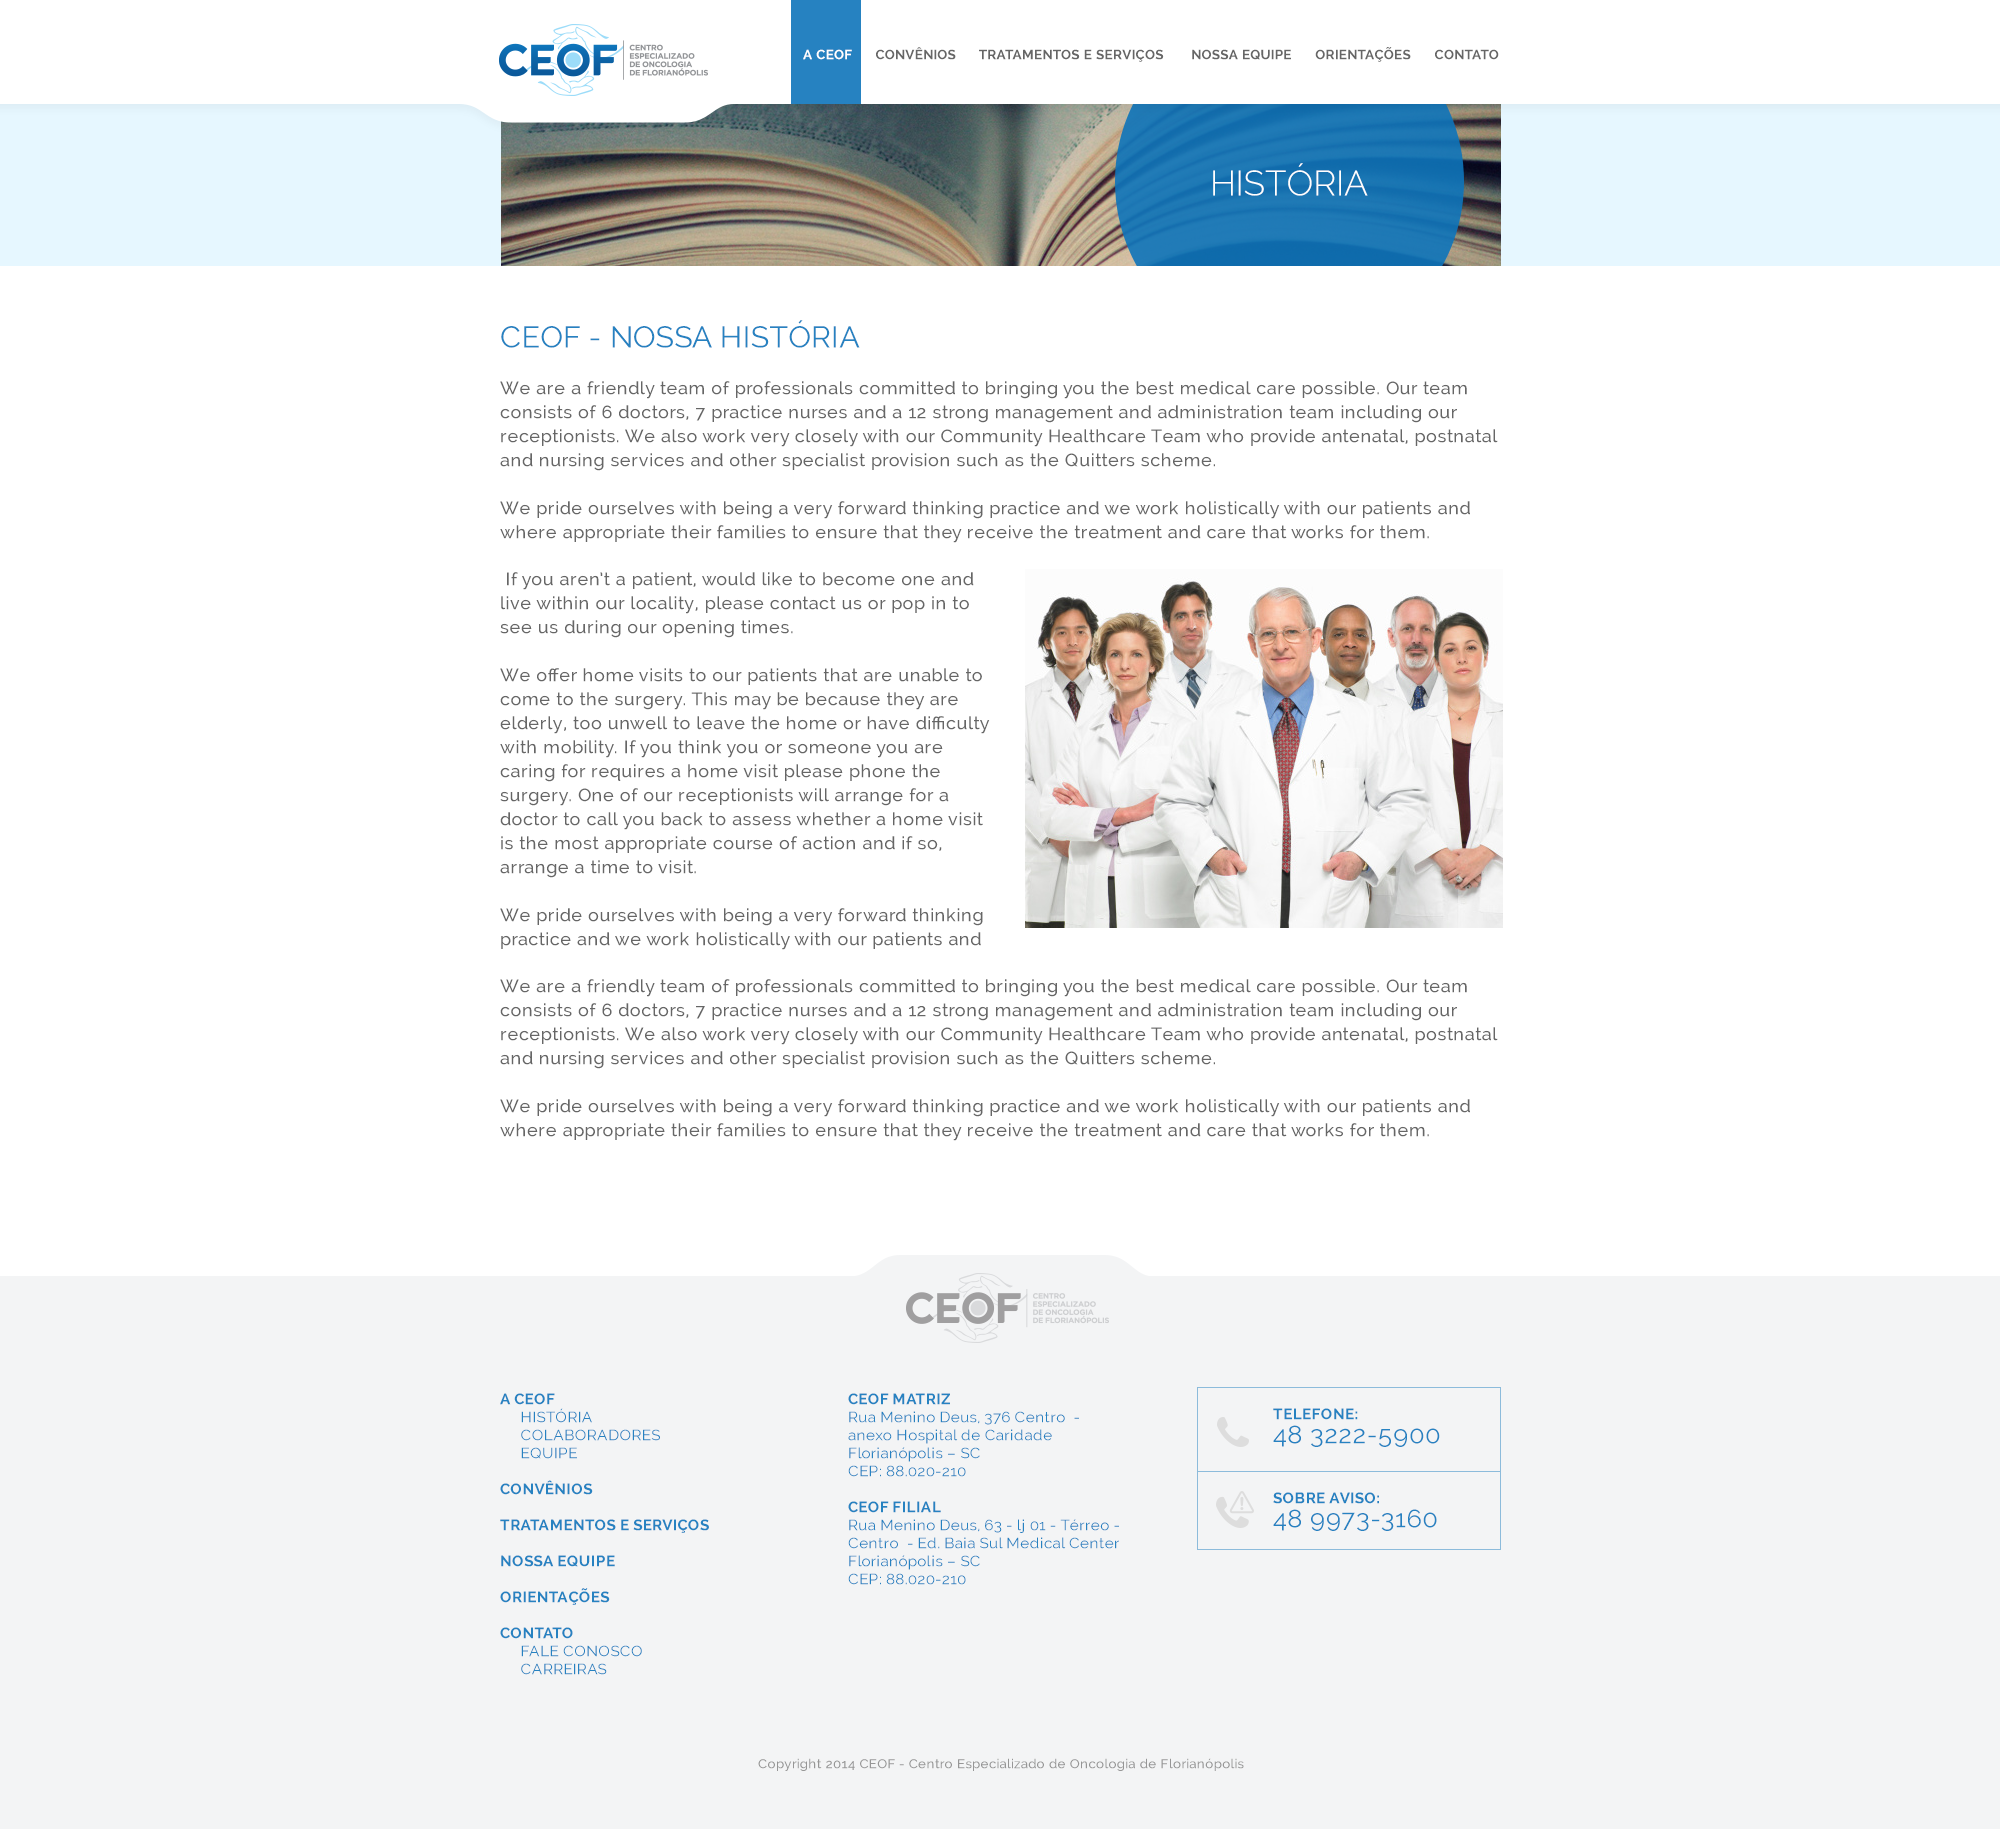 CEOF
CENTRO
ESPECIALIZADO
DE ONCOLOGIA
DE FLORIANÓPOLIS
A CEOF CONVÊNIOS TRATAMENTOS E SERVIÇOS NOSSA EQUIPE ORIENTAÇÕES CONTATO
HISTÓRIA
CEOF - NOSSA HISTÓRIA
We are a friendly team of professionals committed to bringing you the best medical care possible. Our team
consists of 6 doctors, 7 practice nurses and a 12 strong management and administration team including our
receptionists. We also work very closely with our Community Healthcare Team who provide antenatal, postnatal
and nursing services and other specialist provision such as the Quitters scheme.
We pride ourselves with being a very forward thinking practice and we work holistically with our patients and
where appropriate their families to ensure that they receive the treatment and care that works for them.
If you aren't a patient, would like to become one and
live within our locality, please contact us or pop in to
see us during our opening times.
We offer home visits to our patients that are unable to
come to the surgery. This may be because they are
elderly, too unwell to leave the home or have difficulty
with mobility. If you think you or someone you are
caring for requires a home visit please phone the
surgery. One of our receptionists will arrange for a
doctor to call you back to assess whether a home visit
is the most appropriate course of action and if so,
arrange a time to visit.
We pride ourselves with being a very forward thinking
practice and we work holistically with our patients and
We are a friendly team of professionals committed to bringing you the best medical care possible. Our team
consists of 6 doctors, 7 practice nurses and a 12 strong management and administration team including our
receptionists. We also work very closely with our Community Healthcare Team who provide antenatal, postnatal
and nursing services and other specialist provision such as the Quitters scheme.
We pride ourselves with being a very forward thinking practice and we work holistically with our patients and
where appropriate their families to ensure that they receive the treatment and care that works for them.
CEOF
CENTRO
ESPECIALIZADO
DE ONCOLOGIA
DE FLORIANÓPOLIS
A CEOF
HISTÓRIA
COLABORADORES
EQUIPE
CONVÊNIOS
TRATAMENTOS E SERVIÇOS
NOSSA EQUIPE
ORIENTAÇÕES
CONTATO
FALE CONOSCO
CARREIRAS
CEOF MATRIZ
Rua Menino Deus, 376 Centro -
anexo Hospital de Caridade
Florianópolis – SC
CEP: 88.020-210
CEOF FILIAL
Rua Menino Deus, 63 - lj 01 - Térreo -
Centro - Ed. Baia Sul Medical Center
Florianópolis – SC
CEP: 88.020-210
TELEFONE:
48 3222-5900
SOBRE AVISO:
48 9973-3160
Copyright 2014 CEOF - Centro Especializado de Oncologia de Florianópolis